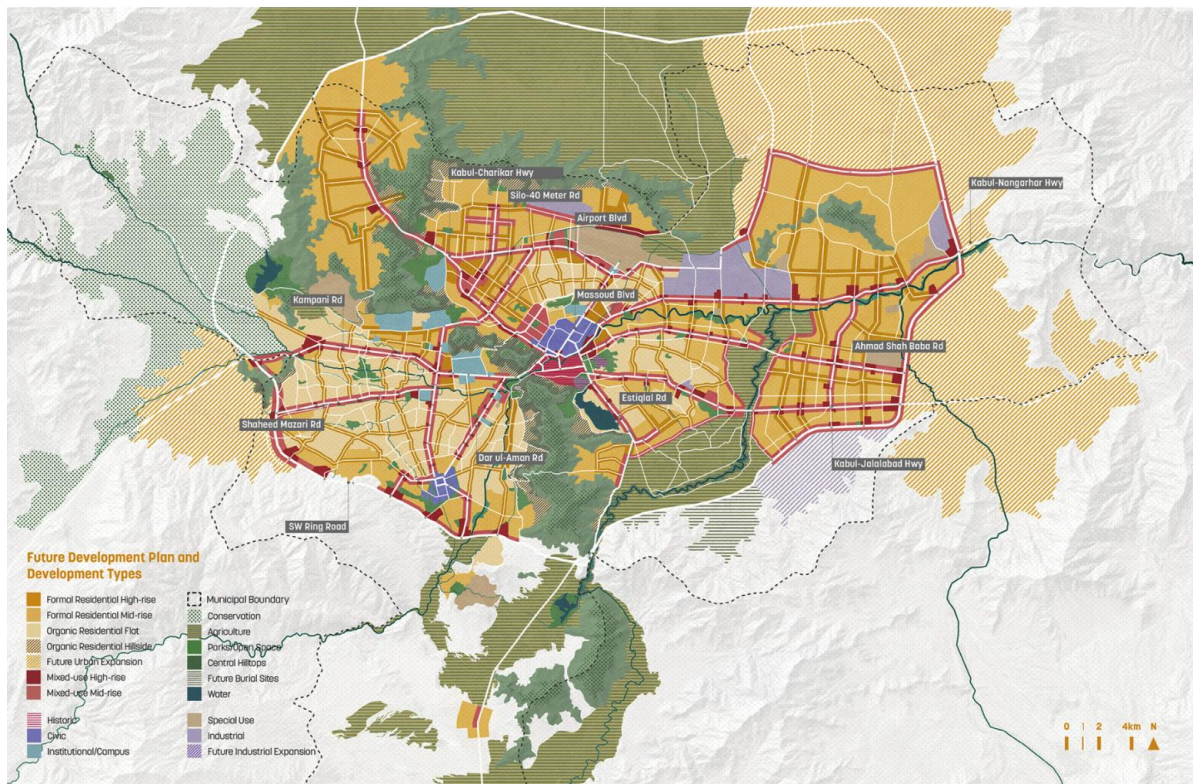 Kabul-Charikar Hwy
Silo-40 Meter Rd
Kabul-Nangarhar Hwy
Airport Blvd
Kampani Rd
Massoud Blvd
Ahmad Shah Baba Rd
Estiqlal Rd
Shaheed Mazari Rd
Dar ul-Aman Rd
Kabul-Jalalabad Hwy
SW Ring Road
Future Development Plan and
Development Types
Formal Residential High-rise
Formal Residential Mid-rise
Organic Residential Flat
Organic Residential Hillside
Future Urban Expansion
Mixed-use High-rise
Mixed-use Mid-rise
Historic
Civic
Institutional/Campus
Municipal Boundary
Conservation
Agriculture
Parks/Open Space
Central Hilltops
Future Burial Sites
Water
Special Use
Industrial
Future Industrial Expansion
0 2 4km N